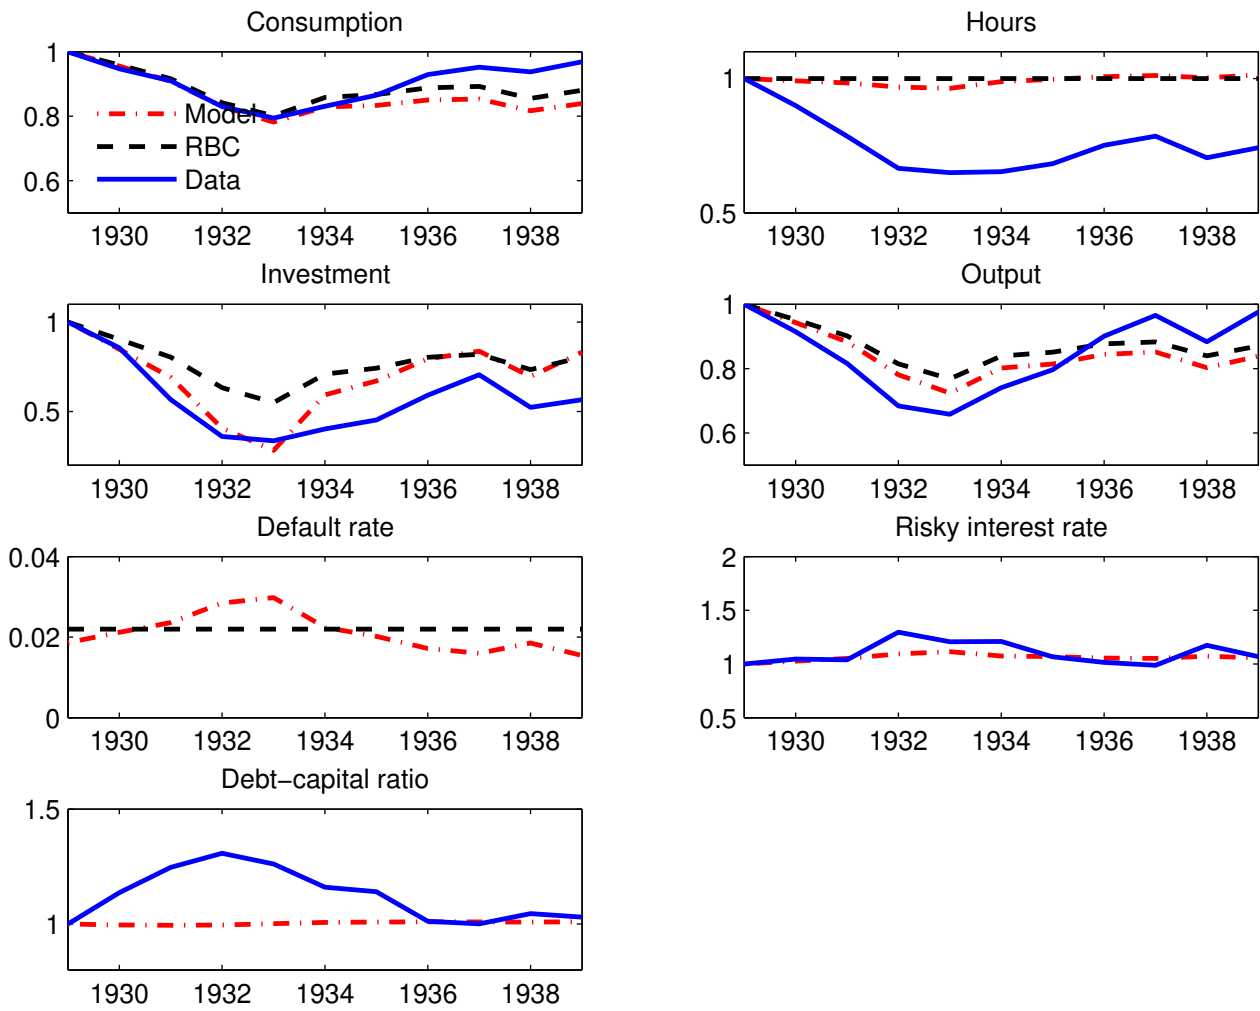 Consumption
1
0.8
0.6
Model
RBC
Data
1930 1932 1934 1936 1938
Hours
1
0.5
1930 1932 1934 1936 1938
Investment
1
0.5
1930 1932 1934 1936 1938
Output
1
0.8
0.6
1930 1932 1934 1936 1938
Default rate
0.04
0.02
0
1930 1932 1934 1936 1938
Risky interest rate
2
1.5
1
0.5
1930 1932 1934 1936 1938
Debt−capital ratio
1.5
1
1930 1932 1934 1936 1938